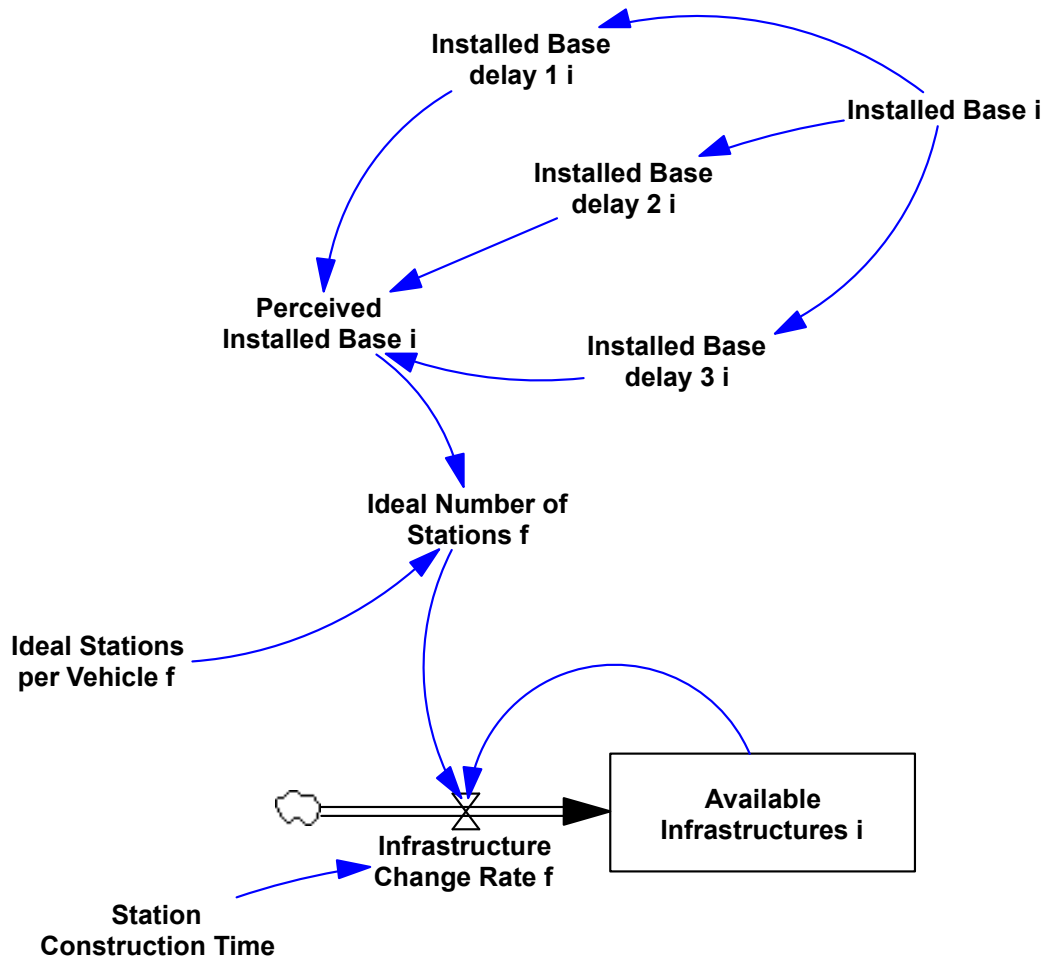 Installed Base
delay 1 i
Installed Base i
Installed Base
delay 2 i
Perceived
Installed Base i
Installed Base
delay 3 i
Ideal Number of
Stations f
Ideal Stations
per Vehicle f
Available
Infrastructures i
Infrastructure
Change Rate f
Station
Construction Time